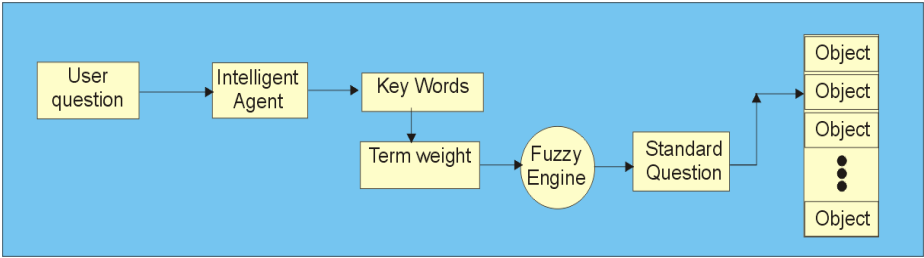 User
question
Intelligent
Agent
Key Words
Term weight
Fuzzy
Engine
Standard
Question
Object
Object
Object
Object